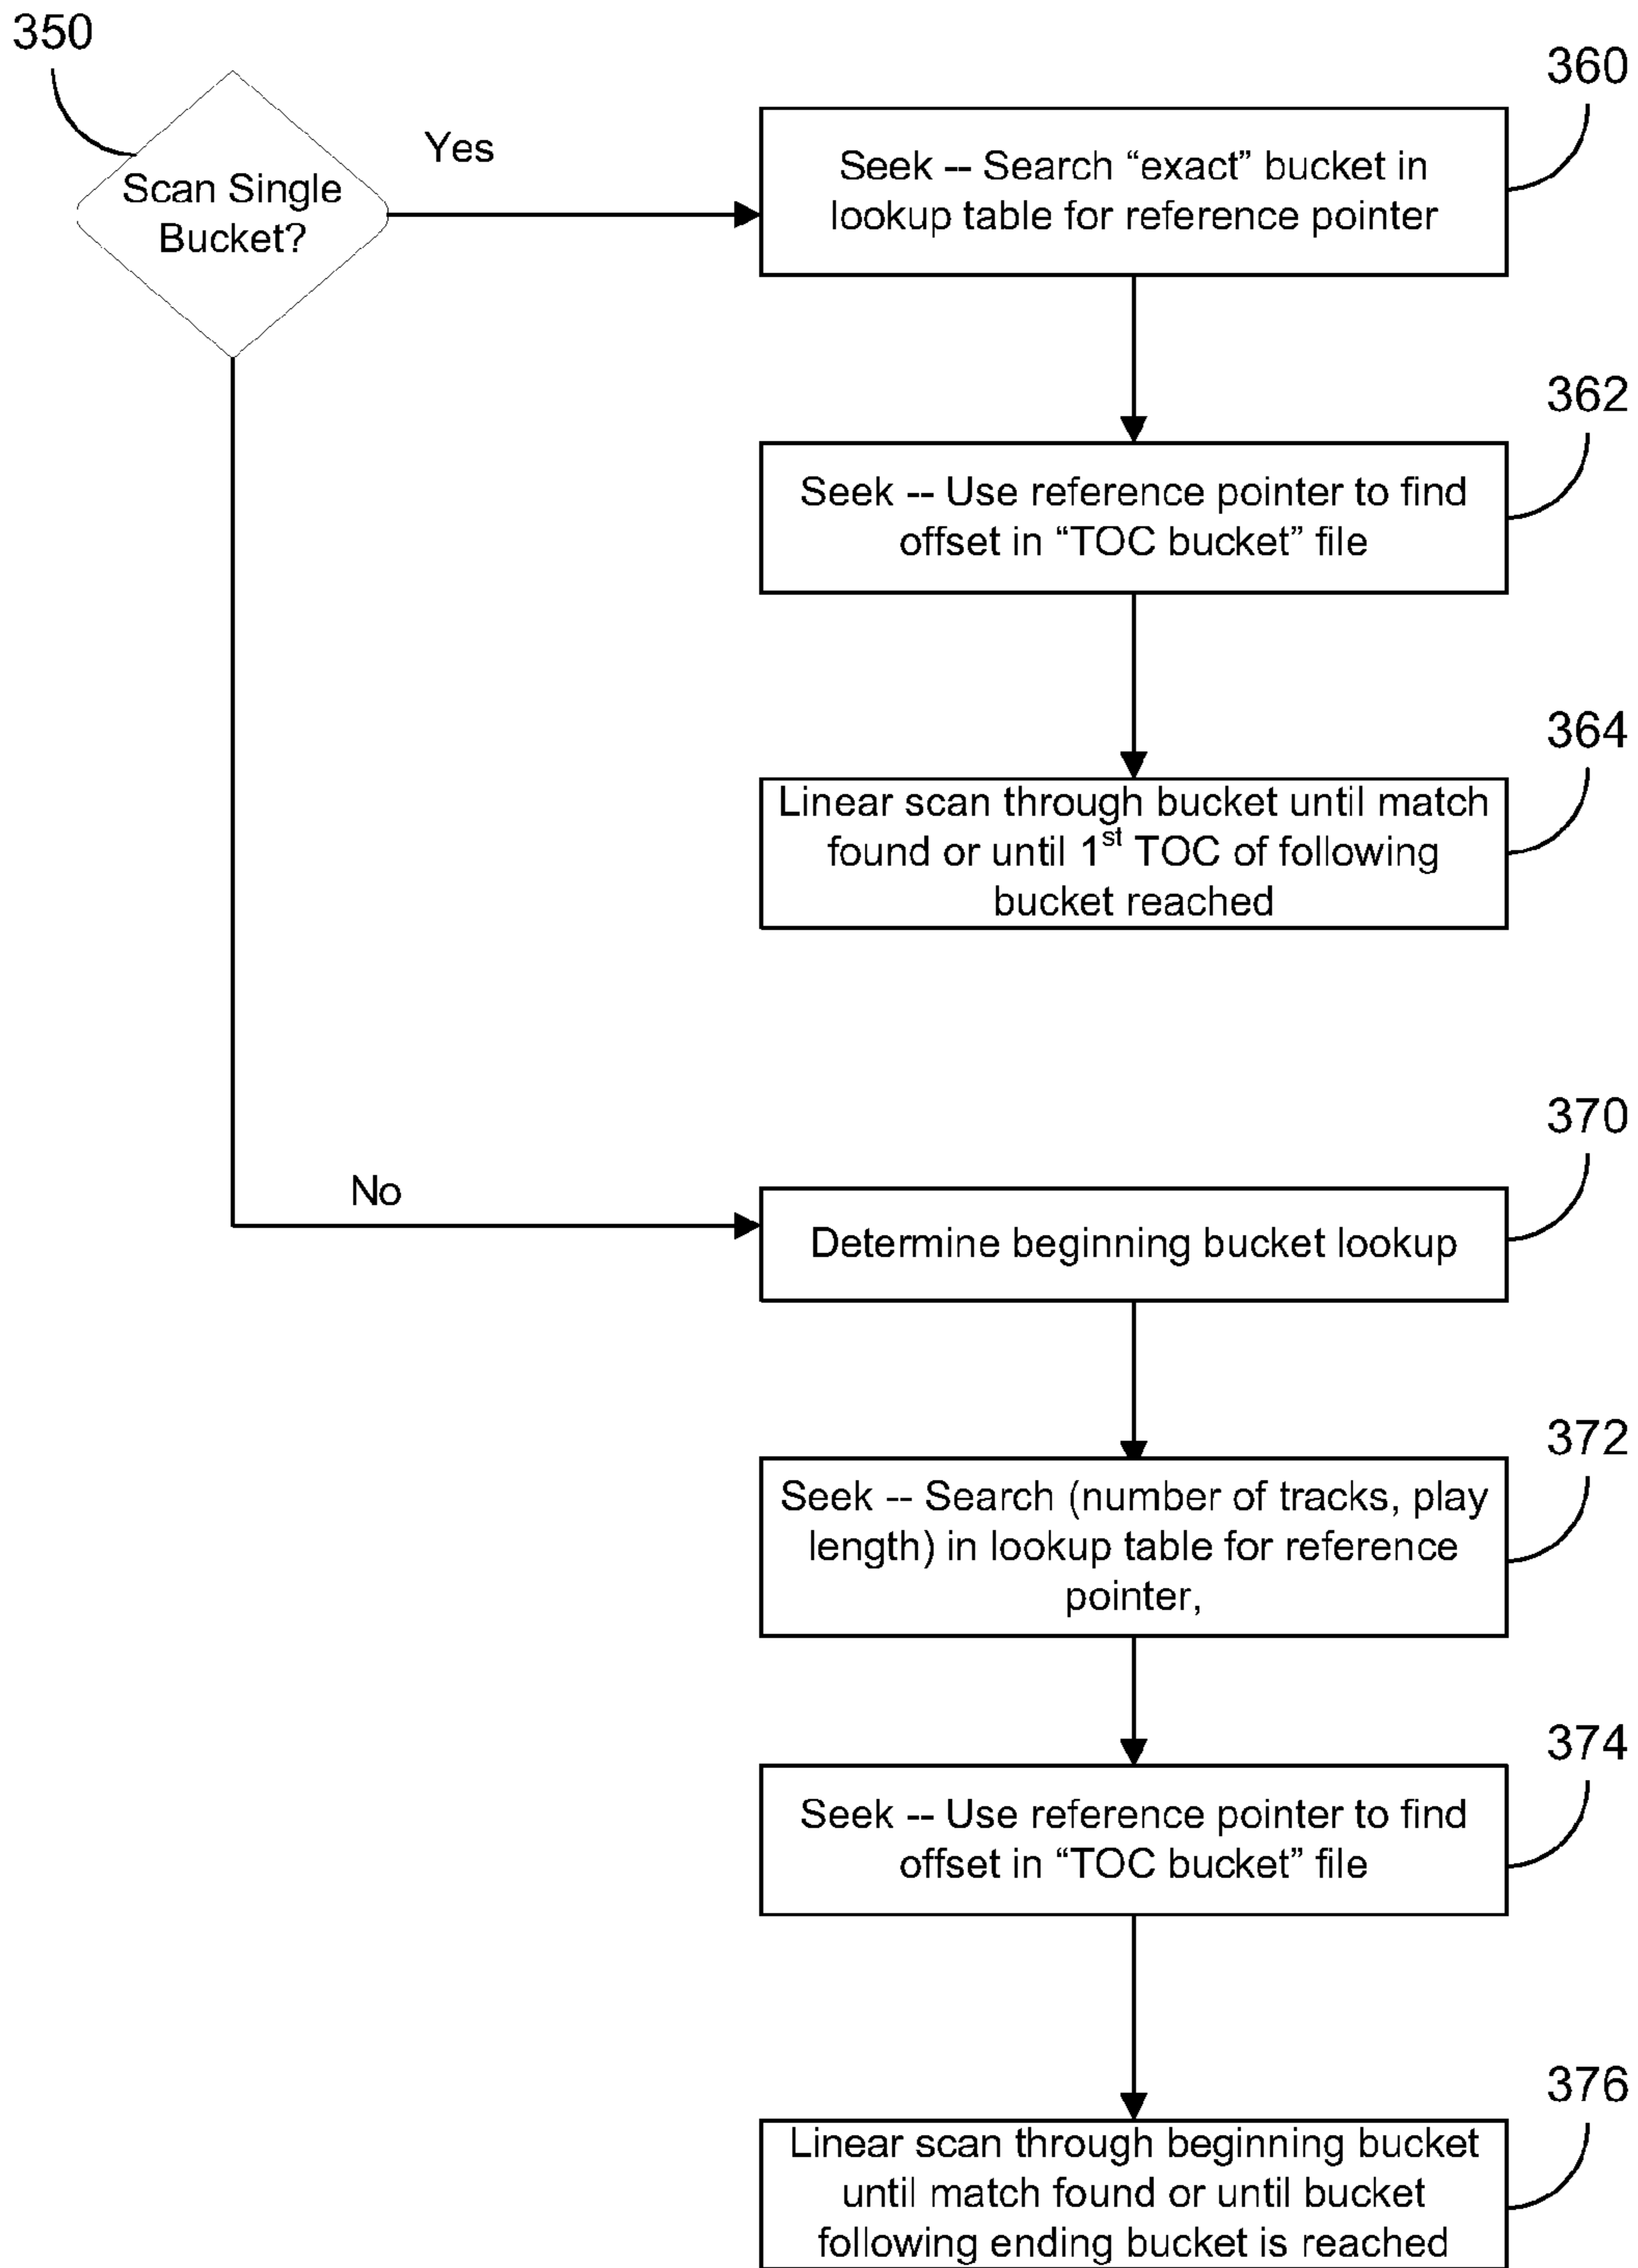 350
Scan Single
Bucket?
Yes
360
Seek -- Search “exact” bucket in
lookup table for reference pointer
362
Seek -- Use reference pointer to find
offset in “TOC bucket” file
364
Linear scan through bucket until match
found or until 1st TOC of following
bucket reached
No
370
Determine beginning bucket lookup
372
Seek -- Search (number of tracks, play
length) in lookup table for reference
pointer,
374
Seek -- Use reference pointer to find
offset in “TOC bucket” file
376
Linear scan through beginning bucket
until match found or until bucket
following ending bucket is reached